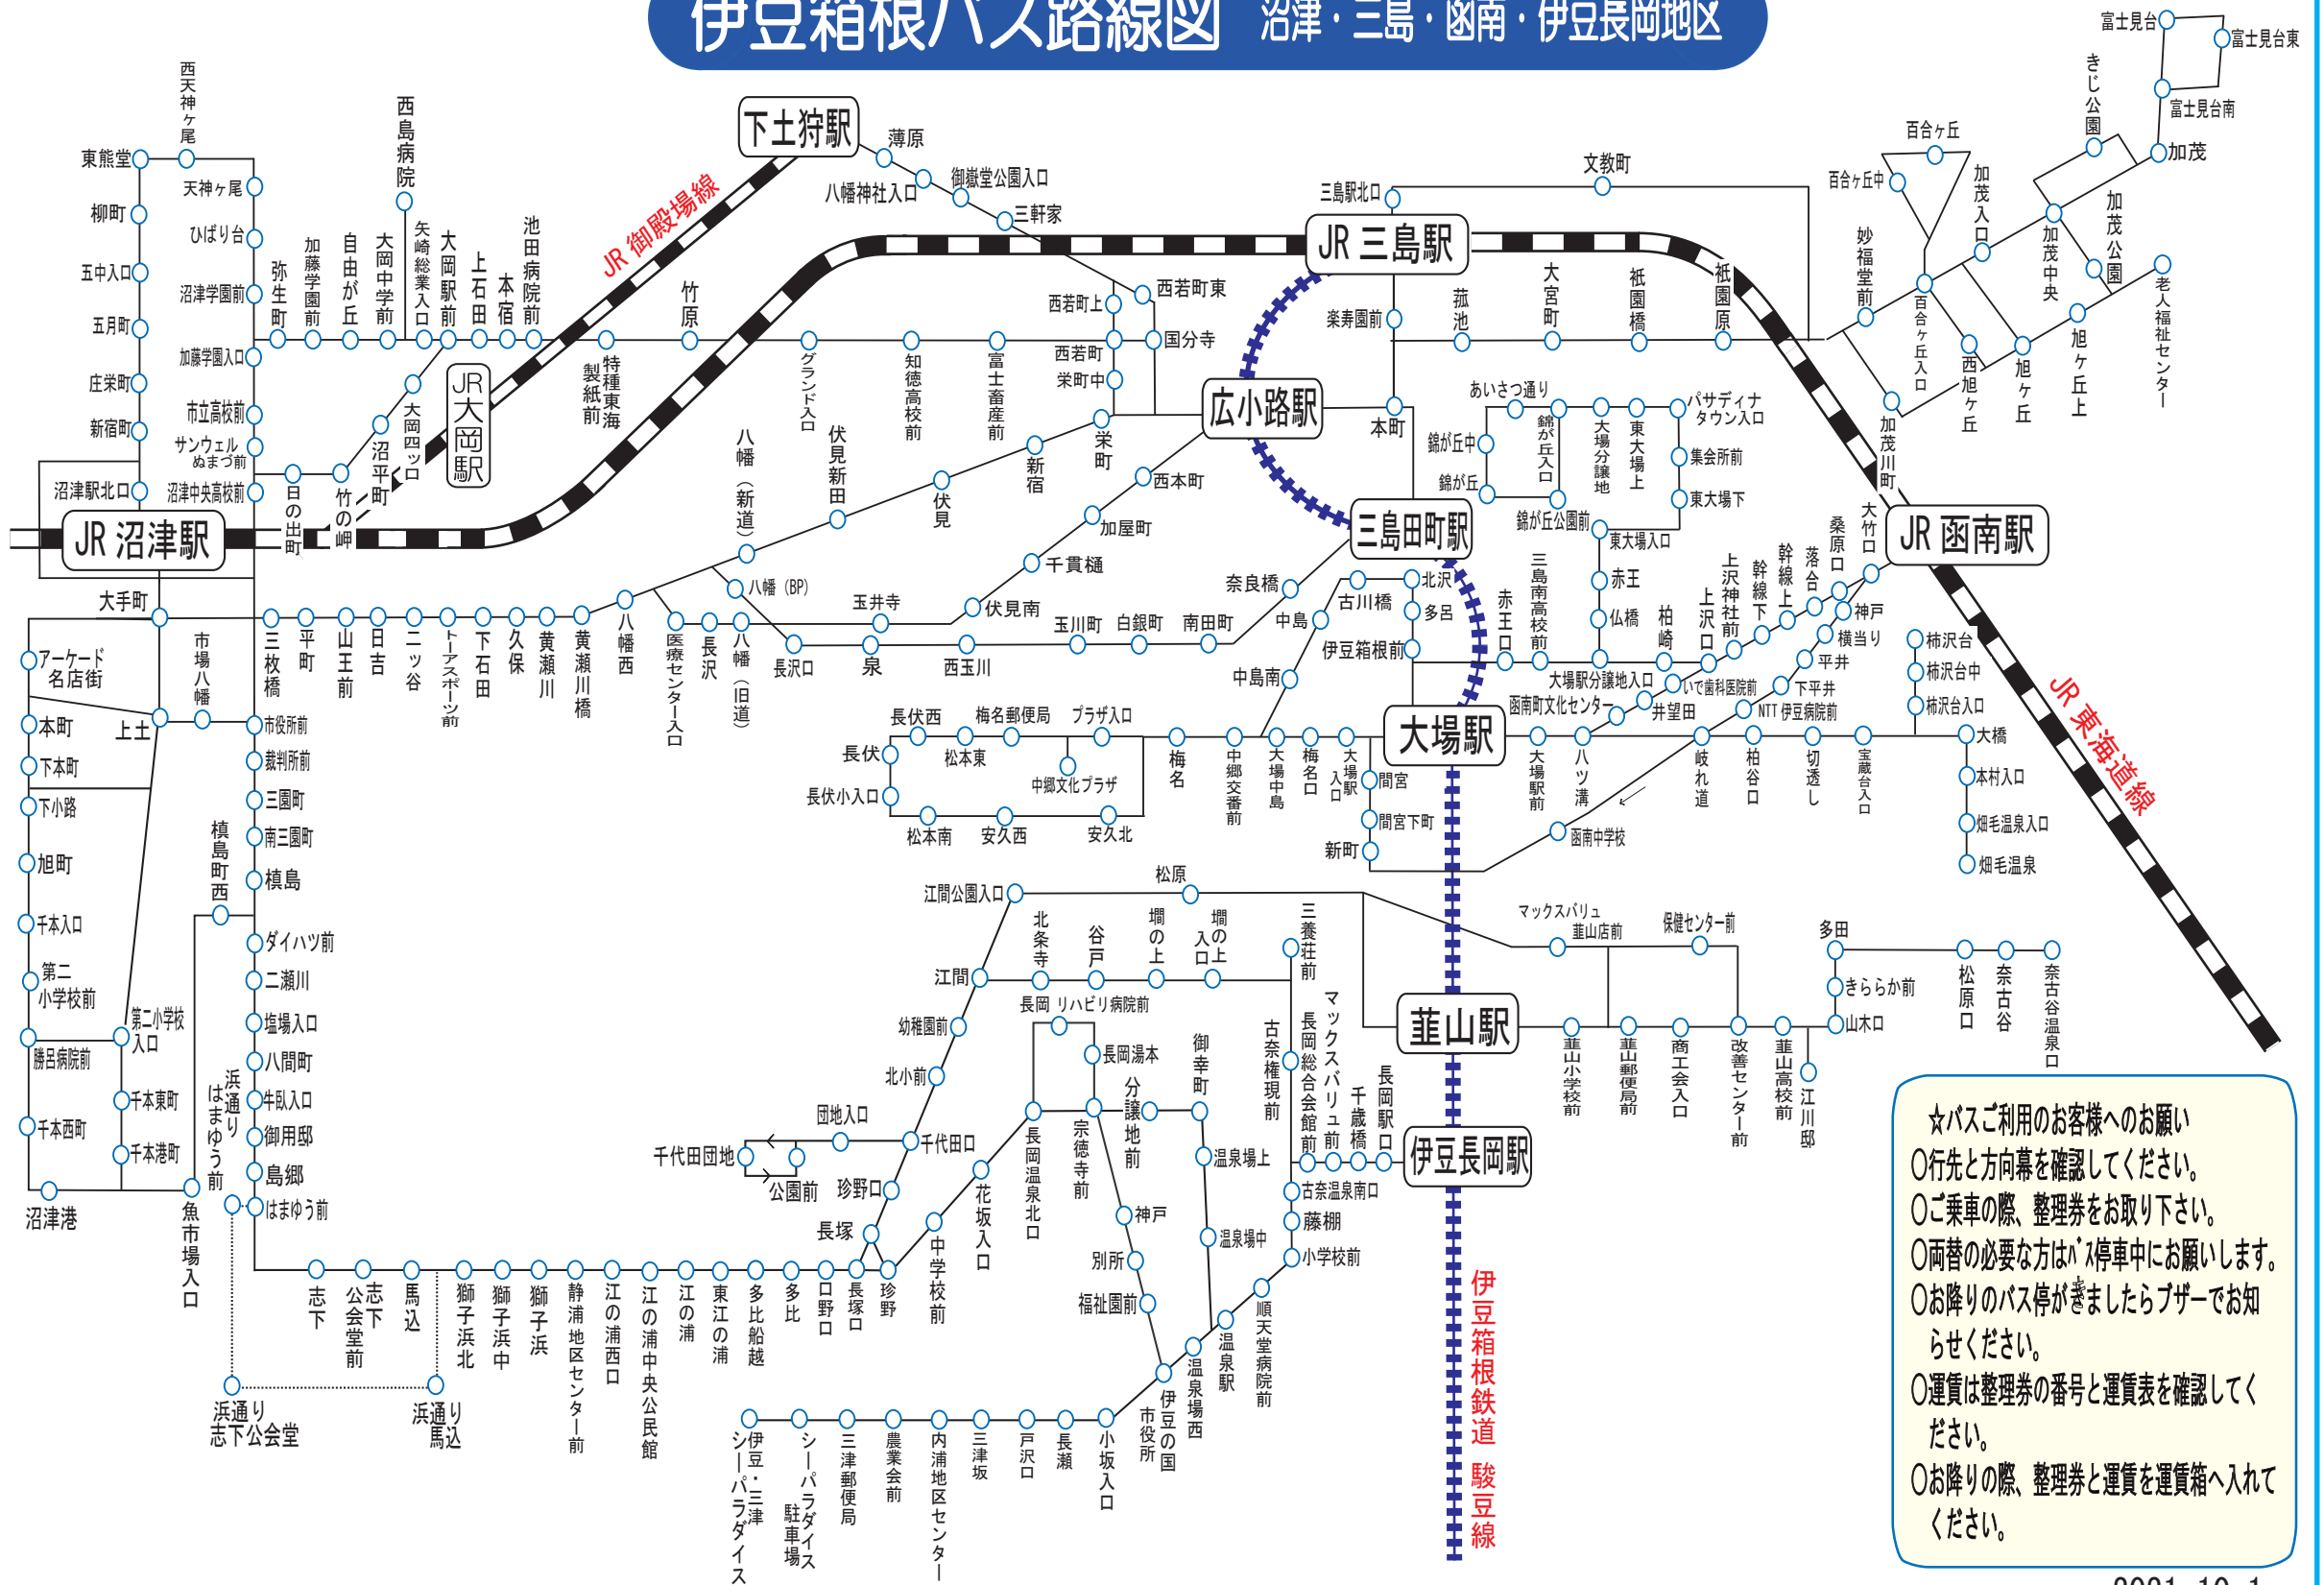 伊豆箱根バス路線図 沼津・三島・函南・伊豆長岡地区
富士見台
富士見台東
富士見台南
きじ公園
加茂
百合ヶ丘
百合ヶ丘中
加茂入口
加茂中央
加茂公園
妙福堂前
百合ヶ丘入口
老人福祉センター
旭ヶ丘上
旭ヶ丘
西旭ヶ丘
加茂川町
西天神ヶ尾
東熊堂
柳町
五中入口
五月町
庄栄町
新宿町
沼津駅北口
天神ヶ尾
ひばり台
沼津学園前
加藤学園入口
市立高校前
サンウェル
ぬまづ前
沼津中央高校前
弥生町
加藤学園前
自由が丘
大岡中学前
西島病院
矢崎総業入口
大岡駅前
上石田
本宿
池田病院前
特種東海
製紙前
竹原
グランド入口
知徳高校前
富士畜産前
下土狩駅
JR 御殿場線
薄原
八幡神社入口
御嶽堂公園入口
三軒家
西若町東
西若町上
西若町
国分寺
栄町中
栄町
新宿
伏見
伏見新田
八幡(新道)
三島駅北口
文教町
JR 三島駅
楽寿園前
菰池
大宮町
祇園橋
祇園原
本町
広小路駅
西本町
加屋町
千貫樋
伏見南
三島田町駅
JR 大岡駅
大岡四ッ口
沼平町
日の出町
竹の岬
JR 沼津駅
大手町
アーケード
名店街
本町
下本町
下小路
旭町
千本入口
第二
小学校前
勝呂病院前
千本西町
沼津港
第二小学校
入口
千本東町
千本港町
上土
市場八幡
三枚橋
平町
山王前
日吉
二ッ谷
トーアスポーツ前
下石田
久保
黄瀬川
黄瀬川橋
八幡西
医療センター入口
長沢
八幡(旧道)
八幡(BP)
玉井寺
長沢口
泉
西玉川
玉川町
白銀町
南田町
奈良橋
古川橋
中島
中島南
北沢
多呂
伊豆箱根前
あいさつ通り
錦が丘中
錦が丘
錦が丘入口
錦が丘公園前
大場分譲地
東大場上
パサディナ
タウン入口
集会所前
東大場下
東大場入口
赤王
仏橋
赤王口
三島南高校前
大場駅分譲地入口
柏崎
上沢口
上沢神社前
幹線下
幹線上
落合
桑原口
大竹口
JR 函南駅
JR 東海道線
神戸
横当り
平井
下平井
NTT 伊豆病院前
いで歯科医院前
井望田
函南町文化センター
柿沢台
柿沢台中
柿沢台入口
大橋
本村入口
畑毛温泉入口
畑毛温泉
大場駅
大場駅前
八ツ溝
岐れ道
柏谷口
切透し
宝蔵台入口
函南中学校
間宮
間宮下町
新町
大場駅
入口
梅名口
大場中島
中郷交番前
梅名
プラザ入口
梅名郵便局
長伏西
長伏
長伏小入口
松本東
中郷文化プラザ
松本南
安久西
安久北
市役所前
裁判所前
三園町
南三園町
槙島
槙島町西
ダイハツ前
二瀬川
塩場入口
八間町
牛臥入口
御用邸
島郷
はまゆう前
浜通り
はまゆう前
魚市場入口
浜通り
志下公会堂
浜通り
馬込
志下
志下
公会堂前
馬込
獅子浜北
獅子浜中
獅子浜
静浦地区センター前
江の浦西口
江の浦中央公民館
江の浦
東江の浦
多比船越
多比
口野口
長塚口
珍野
長塚
珍野口
千代田口
団地入口
千代田団地
公園前
北小前
幼稚園前
江間
江間公園入口
松原
北条寺
谷戸
墹の上
墹の上
入口
三養荘前
長岡 リハビリ病院前
長岡湯本
分譲地前
御幸町
長岡温泉北口
宗徳寺前
花坂入口
中学校前
神戸
別所
福祉園前
温泉場上
温泉場中
古奈権現前
長岡総合会館前
マックスバリュ前
千歳橋
長岡駅口
伊豆長岡駅
古奈温泉南口
藤棚
小学校前
順天堂病院前
温泉駅
温泉場西
伊豆の国
市役所
小坂入口
長瀬
戸沢口
三津坂
内浦地区センター
農業会前
三津郵便局
シーパラダイス
駐車場
伊豆・三津
シーパラダイス
韮山駅
マックスバリュ
韮山店前
保健センター前
韮山小学校前
韮山郵便局前
商工会入口
改善センター前
韮山高校前
江川邸
多田
きららか前
山木口
松原口
奈古谷
奈古谷温泉口
伊豆箱根鉄道 駿豆線
☆バスご利用のお客様へのお願い
○行先と方向幕を確認してください。
○ご乗車の際、整理券をお取り下さい。
○両替の必要な方はバス停車中にお願いします。
○お降りのバス停がきましたらブザーでお知
らせください。
○運賃は整理券の番号と運賃表を確認してく
ださい。
○お降りの際、整理券と運賃を運賃箱へ入れて
ください。